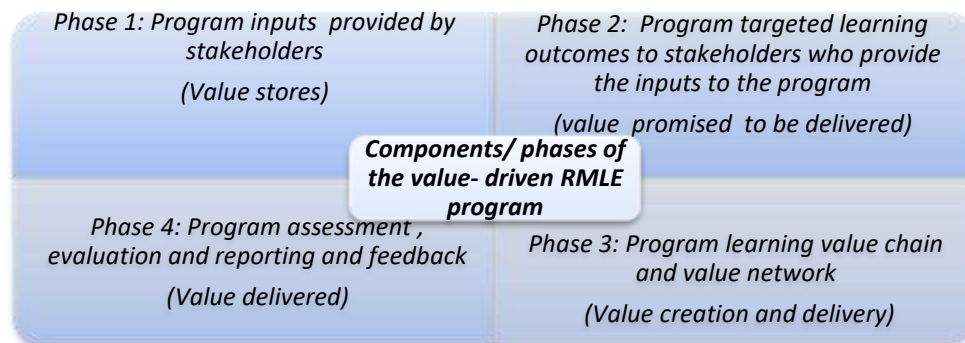 Phase 1: Program inputs provided by
stakeholders
(Value stores)
Phase 2: Program targeted learning
outcomes to stakeholders who provide
the inputs to the program
(value promised to be delivered)
Components/ phases of
the value- driven RMLE
program
Phase 4: Program assessment ,
evaluation and reporting and feedback
(Value delivered)
Phase 3: Program learning value chain
and value network
(Value creation and delivery)